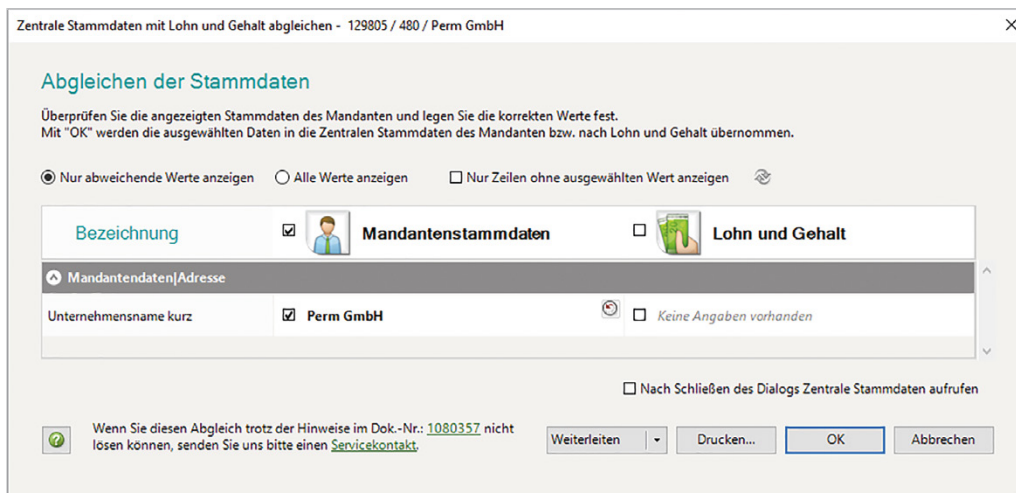 Zentrale Stammdaten mit Lohn und Gehalt abgleichen - 129805 / 480 / Perm GmbH
Abgleichen der Stammdaten
Überprüfen Sie die angezeigten Stammdaten des Mandanten und legen Sie die korrekten Werte fest.
Mit "OK" werden die ausgewählten Daten in die Zentralen Stammdaten des Mandanten bzw. nach Lohn und Gehalt übernommen.
Nur abweichende Werte anzeigen Alle Werte anzeigen Nur Zeilen ohne ausgewählten Wert anzeigen
Bezeichnung Mandantenstammdaten Lohn und Gehalt
Mandantendaten|Adresse
Unternehmensname kurz Perm GmbH Keine Angaben vorhanden
Nach Schließen des Dialogs Zentrale Stammdaten aufrufen
Wenn Sie diesen Abgleich trotz der Hinweise im Dok.-Nr.: 1080357 nicht
lösen können, senden Sie uns bitte einen Servicekontakt.
Weiterleiten Drucken... OK Abbrechen